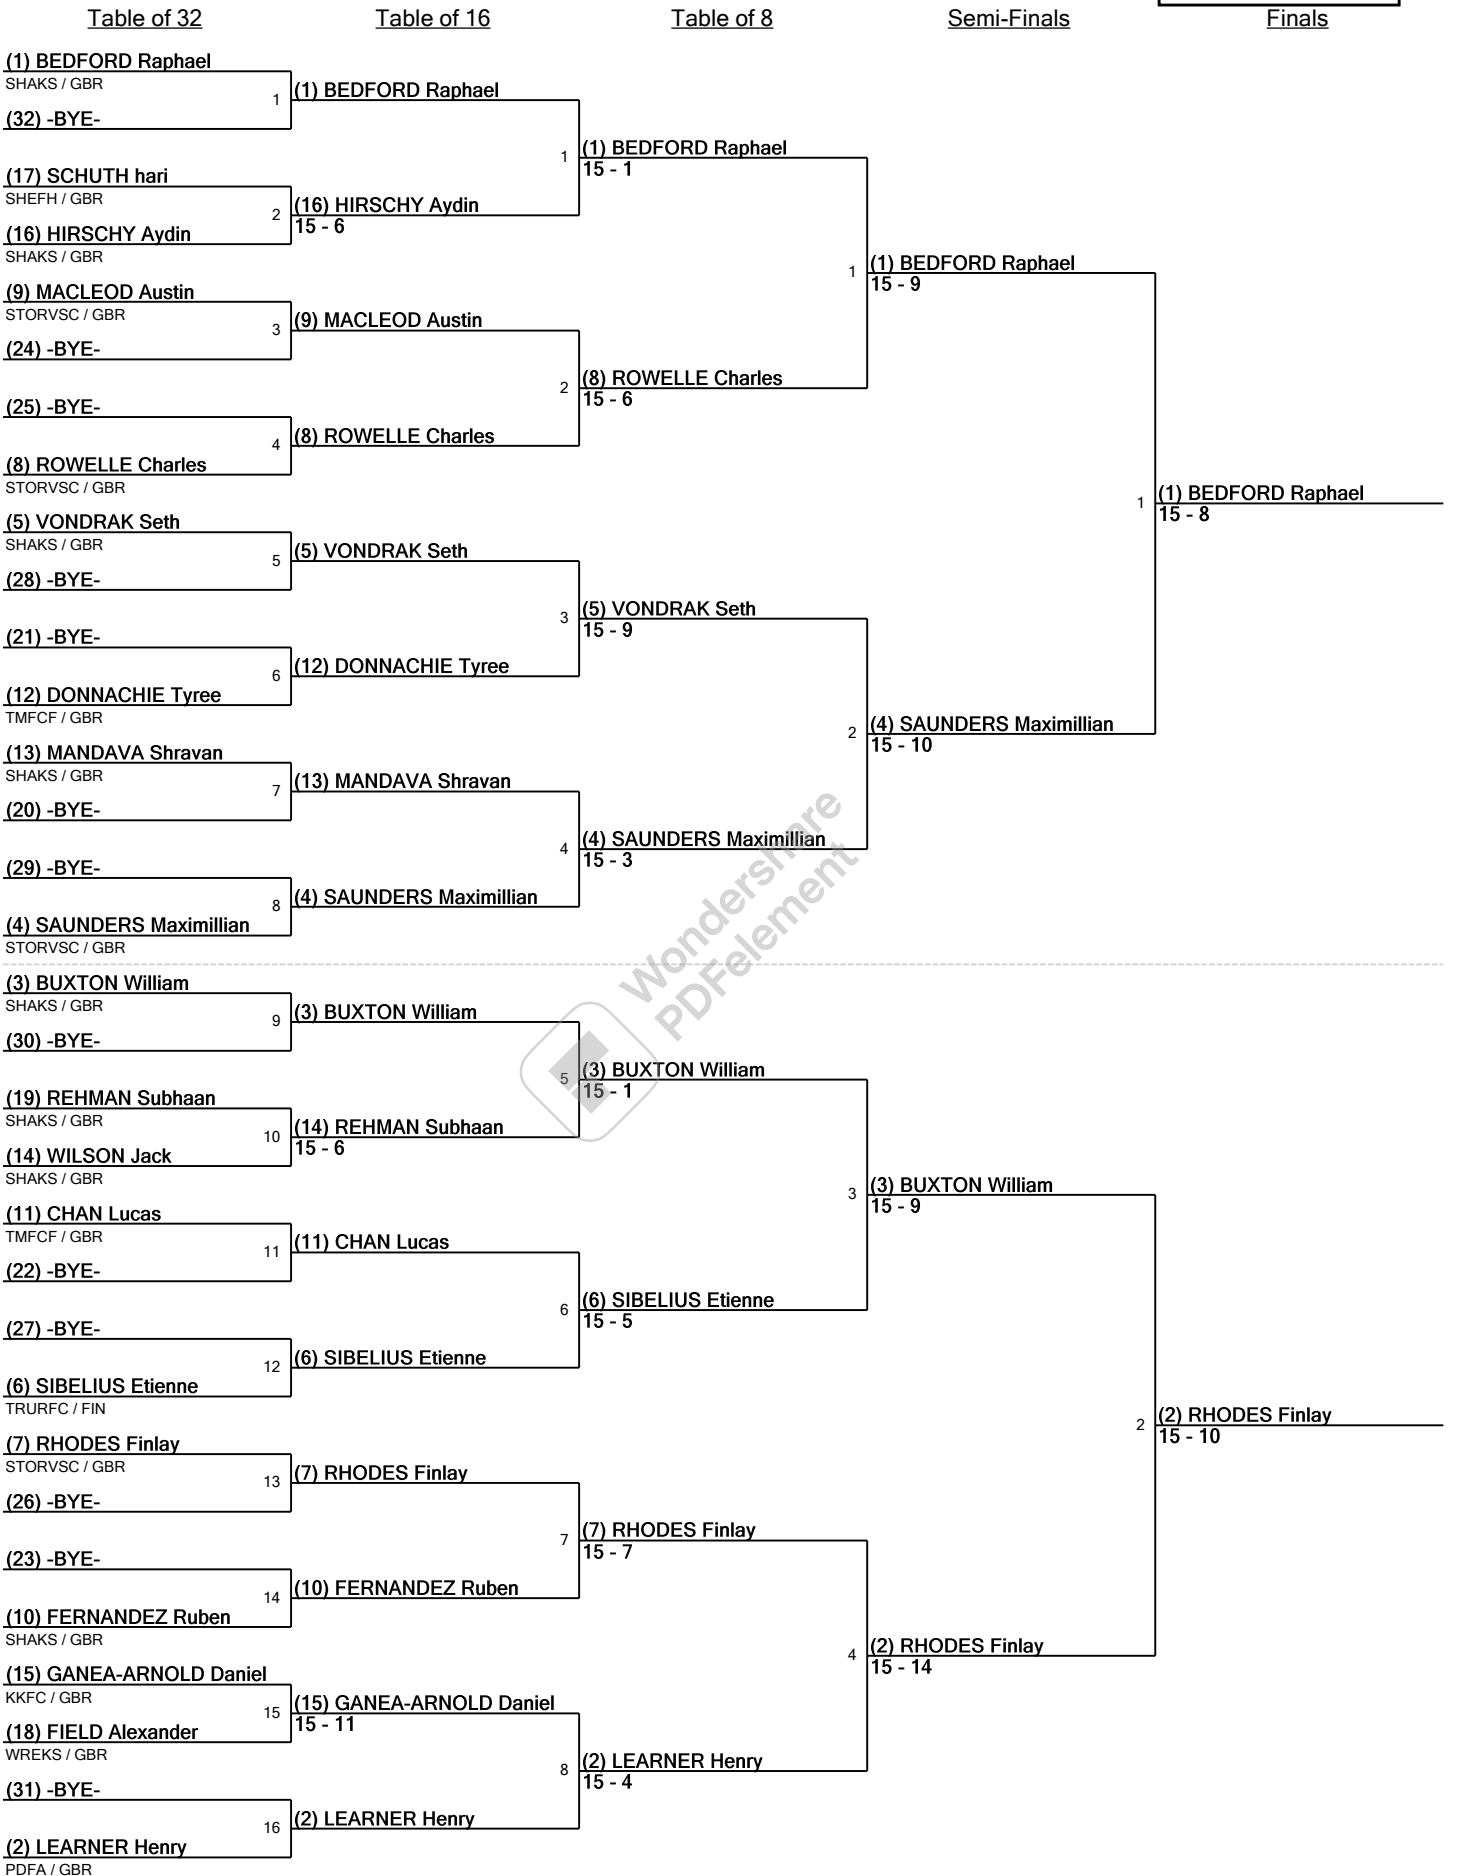 Table of 32
Table of 16
Table of 8
Semi-Finals
Finals
(1) BEDFORD Raphael
SHAKS / GBR
(32) -BYE-
(17) SCHUTH hari
SHEFH / GBR
(16) HIRSCHY Aydin
SHAKS / GBR
(9) MACLEOD Austin
STORVSC / GBR
(24) -BYE-
(25) -BYE-
(8) ROWELLE Charles
STORVSC / GBR
(5) VONDRAK Seth
SHAKS / GBR
(28) -BYE-
(21) -BYE-
(12) DONNACHIE Tyree
TMFCF / GBR
(13) MANDAVA Shravan
SHAKS / GBR
(20) -BYE-
(29) -BYE-
(4) SAUNDERS Maximillian
STORVSC / GBR
(3) BUXTON William
SHAKS / GBR
(30) -BYE-
(19) REHMAN Subhaan
SHAKS / GBR
(14) WILSON Jack
SHAKS / GBR
(11) CHAN Lucas
TMFCF / GBR
(22) -BYE-
(27) -BYE-
(6) SIBELIUS Etienne
TRURFC / FIN
(7) RHODES Finlay
STORVSC / GBR
(26) -BYE-
(23) -BYE-
(10) FERNANDEZ Ruben
SHAKS / GBR
(15) GANEA-ARNOLD Daniel
KKFC / GBR
(18) FIELD Alexander
WREKS / GBR
(31) -BYE-
(2) LEARNER Henry
PDFA / GBR
1
(1) BEDFORD Raphael
2
(16) HIRSCHY Aydin
15 - 6
3
(9) MACLEOD Austin
4
(8) ROWELLE Charles
5
(5) VONDRAK Seth
6
(12) DONNACHIE Tyree
7
(13) MANDAVA Shravan
8
(4) SAUNDERS Maximillian
9
(3) BUXTON William
10
(14) REHMAN Subhaan
15 - 6
11
(11) CHAN Lucas
12
(6) SIBELIUS Etienne
13
(7) RHODES Finlay
14
(10) FERNANDEZ Ruben
15
(15) GANEA-ARNOLD Daniel
15 - 11
16
(2) LEARNER Henry
1
(1) BEDFORD Raphael
15 - 1
2
(8) ROWELLE Charles
15 - 6
3
(5) VONDRAK Seth
15 - 9
4
(4) SAUNDERS Maximillian
15 - 3
5
(3) BUXTON William
15 - 1
6
(6) SIBELIUS Etienne
15 - 5
7
(7) RHODES Finlay
15 - 7
8
(2) LEARNER Henry
15 - 4
1
(1) BEDFORD Raphael
15 - 9
2
(4) SAUNDERS Maximillian
15 - 10
3
(3) BUXTON William
15 - 9
4
(2) RHODES Finlay
15 - 14
1
(1) BEDFORD Raphael
15 - 8
2
(2) RHODES Finlay
15 - 10
Wondershare
PDFelement